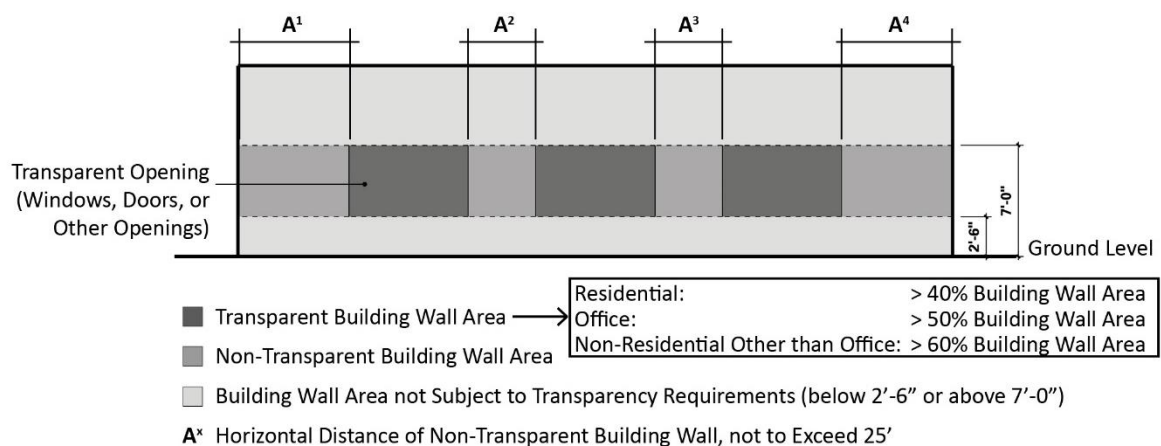 A¹ A² A³ A⁴
Transparent Opening
(Windows, Doors, or
Other Openings)
7'-0"
2'-6"
Ground Level
Transparent Building Wall Area
Residential: > 40% Building Wall Area
Office: > 50% Building Wall Area
Non-Residential Other than Office: > 60% Building Wall Area
Non-Transparent Building Wall Area
Building Wall Area not Subject to Transparency Requirements (below 2'-6” or above 7'-0”)
Aˣ Horizontal Distance of Non-Transparent Building Wall, not to Exceed 25'